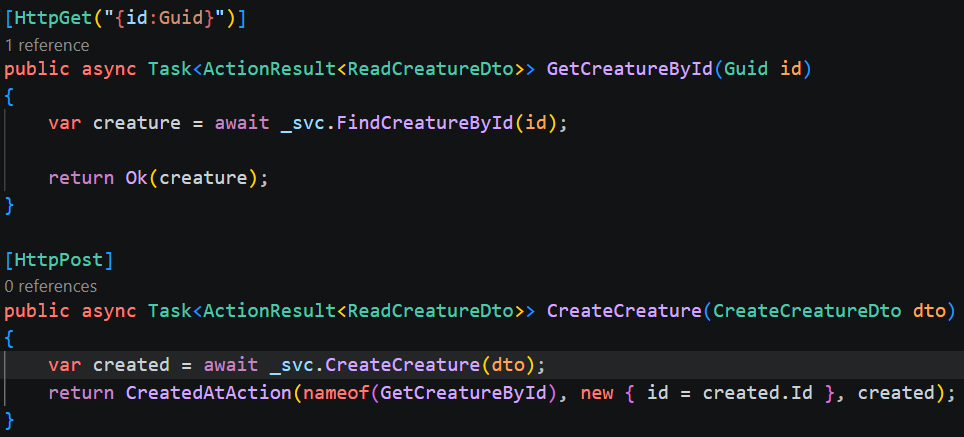 [HttpGet("{id:Guid}")]
1 reference
public async Task<ActionResult<ReadCreatureDto>> GetCreatureById(Guid id)
{
    var creature = await _svc.FindCreatureById(id);
    return Ok(creature);
}
[HttpPost]
0 references
public async Task<ActionResult<ReadCreatureDto>> CreateCreature(CreateCreatureDto dto)
{
    var created = await _svc.CreateCreature(dto);
    return CreatedAtAction(nameof(GetCreatureById), new { id = created.Id }, created);
}